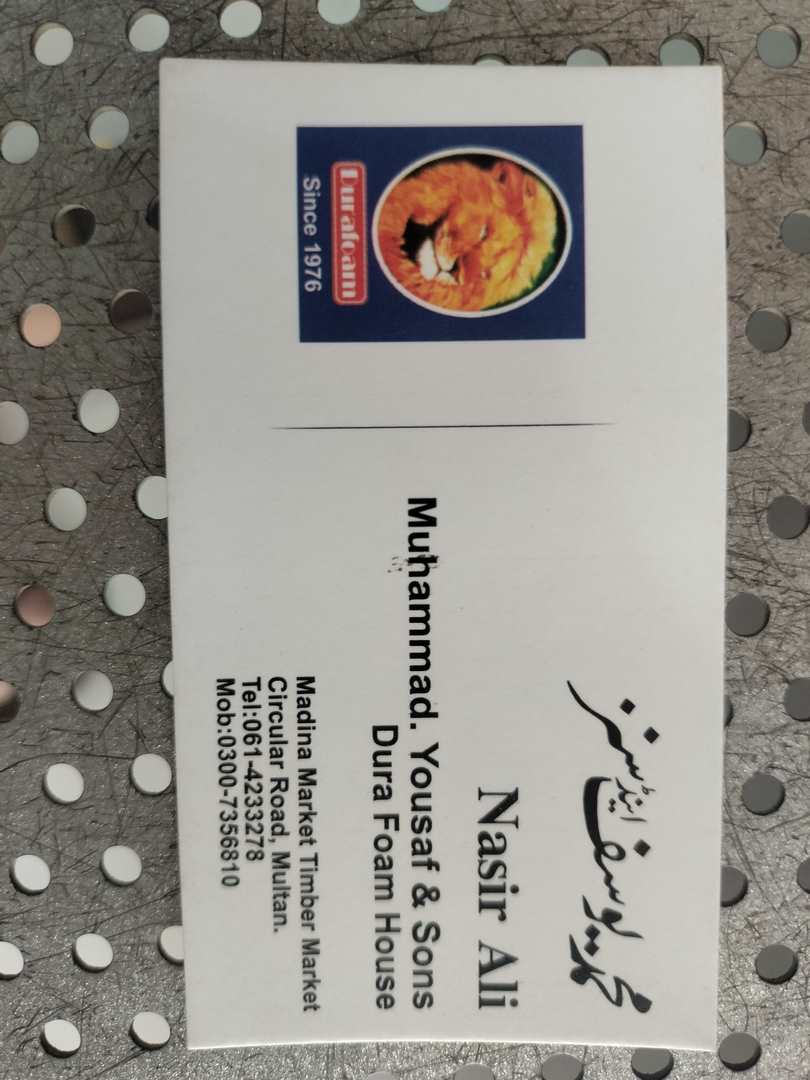 Durafoam
Since 1976
محمد یوسف اینڈ سنز
Nasir Ali
Muhammad. Yousaf & Sons
Dura Foam House
Madina Market Timber Market
Circular Road, Multan.
Tel:061-4233278
Mob:0300-7356810